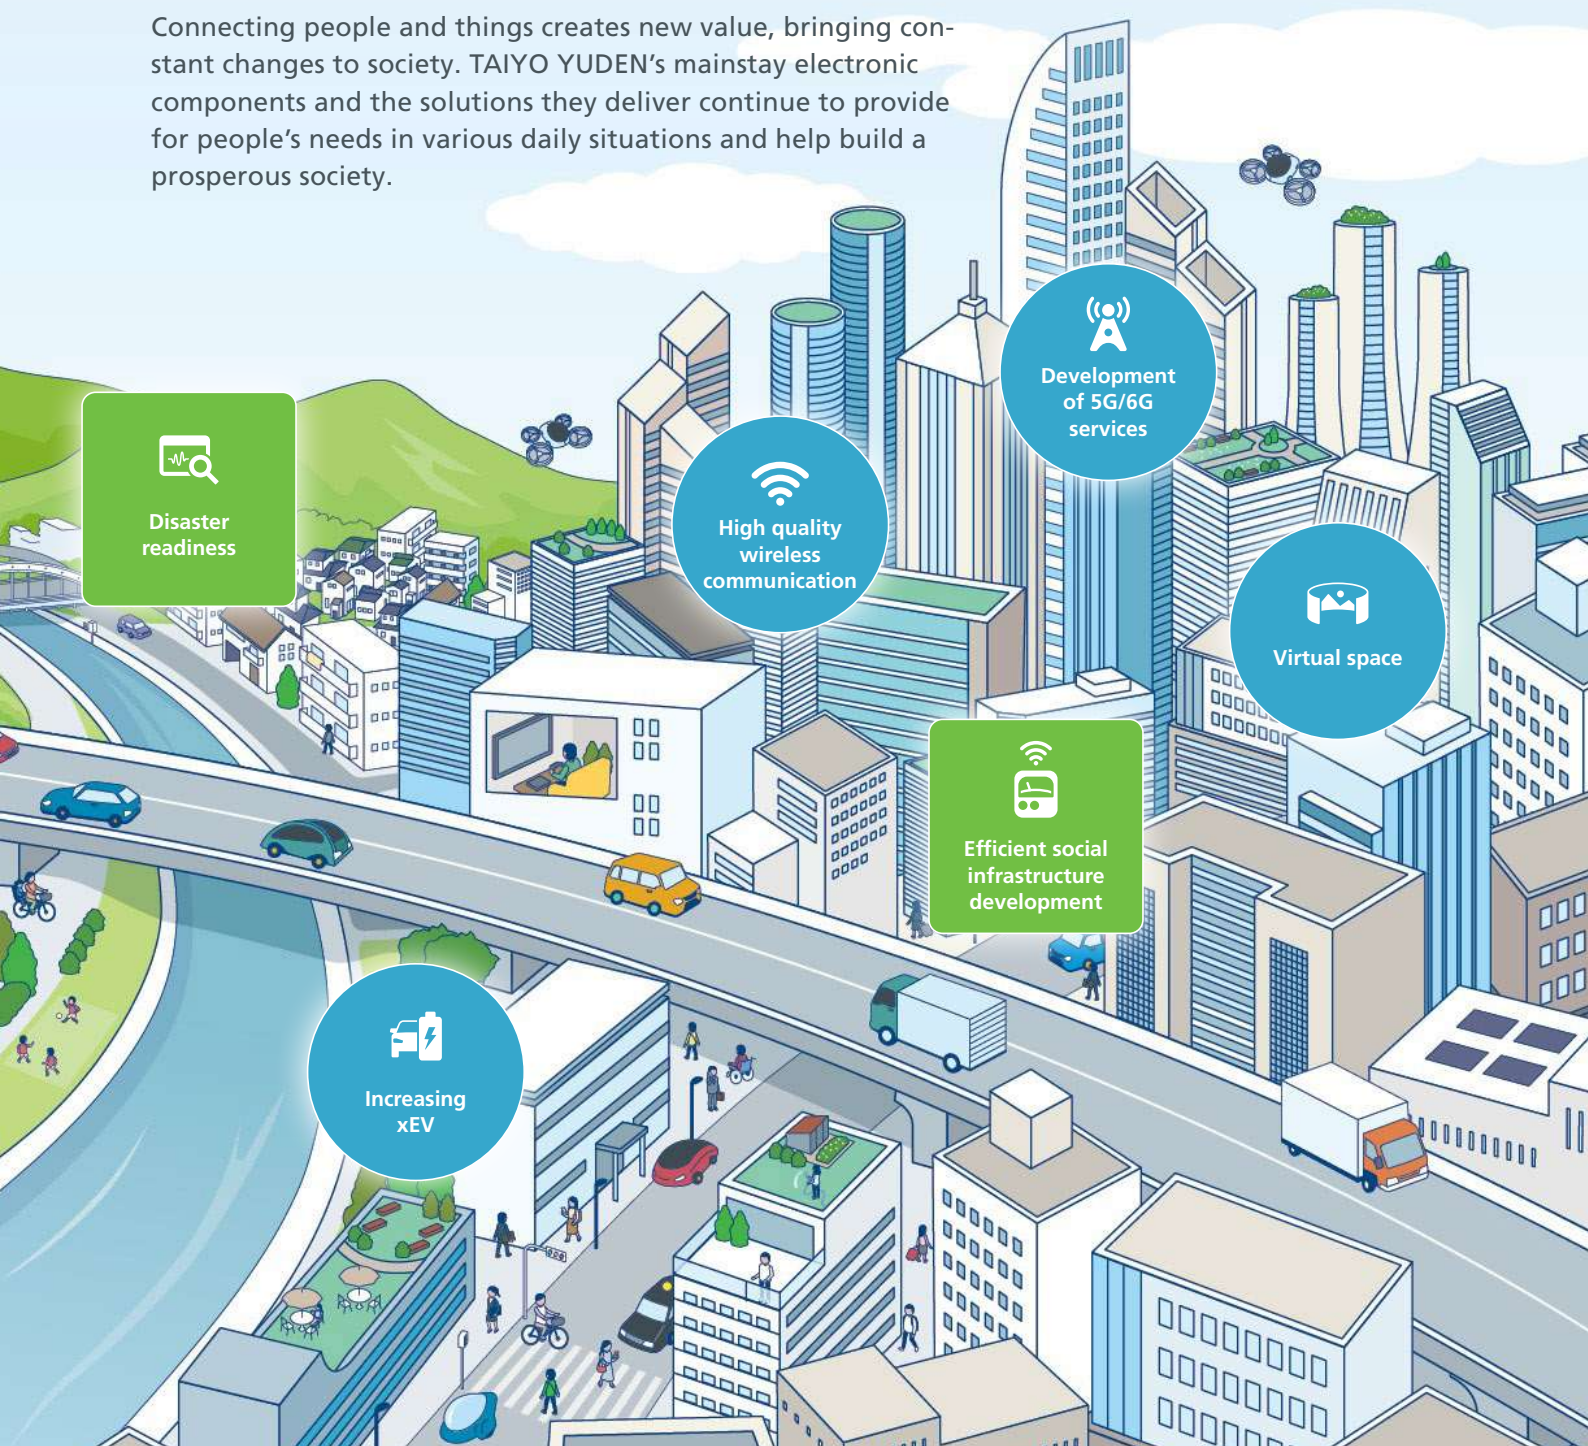 Connecting people and things creates new value, bringing con-
stant changes to society. TAIYO YUDEN’s mainstay electronic
components and the solutions they deliver continue to provide
for people’s needs in various daily situations and help build a
prosperous society.
Development
of 5G/6G
services
Disaster
readiness
High quality
wireless
communication
Virtual space
Efficient social
infrastructure
development
Increasing
xEV